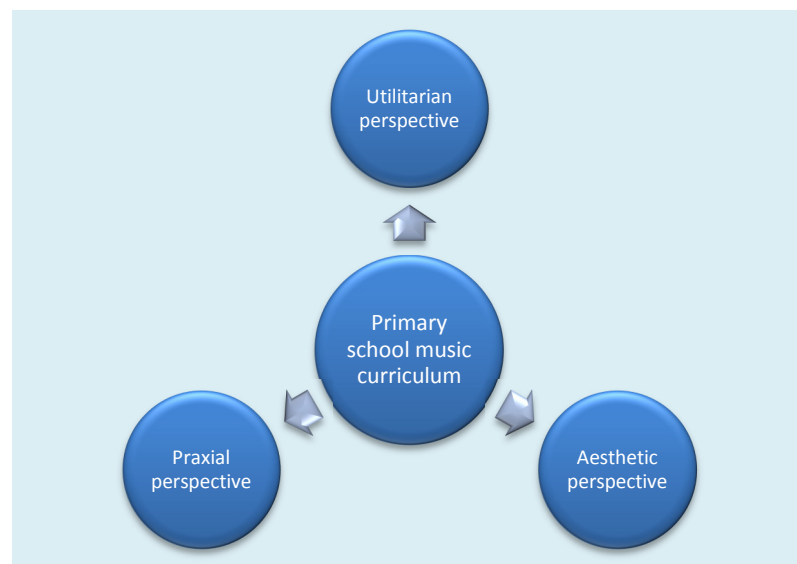 Utilitarian
perspective
Primary
school music
curriculum
Praxial
perspective
Aesthetic
perspective